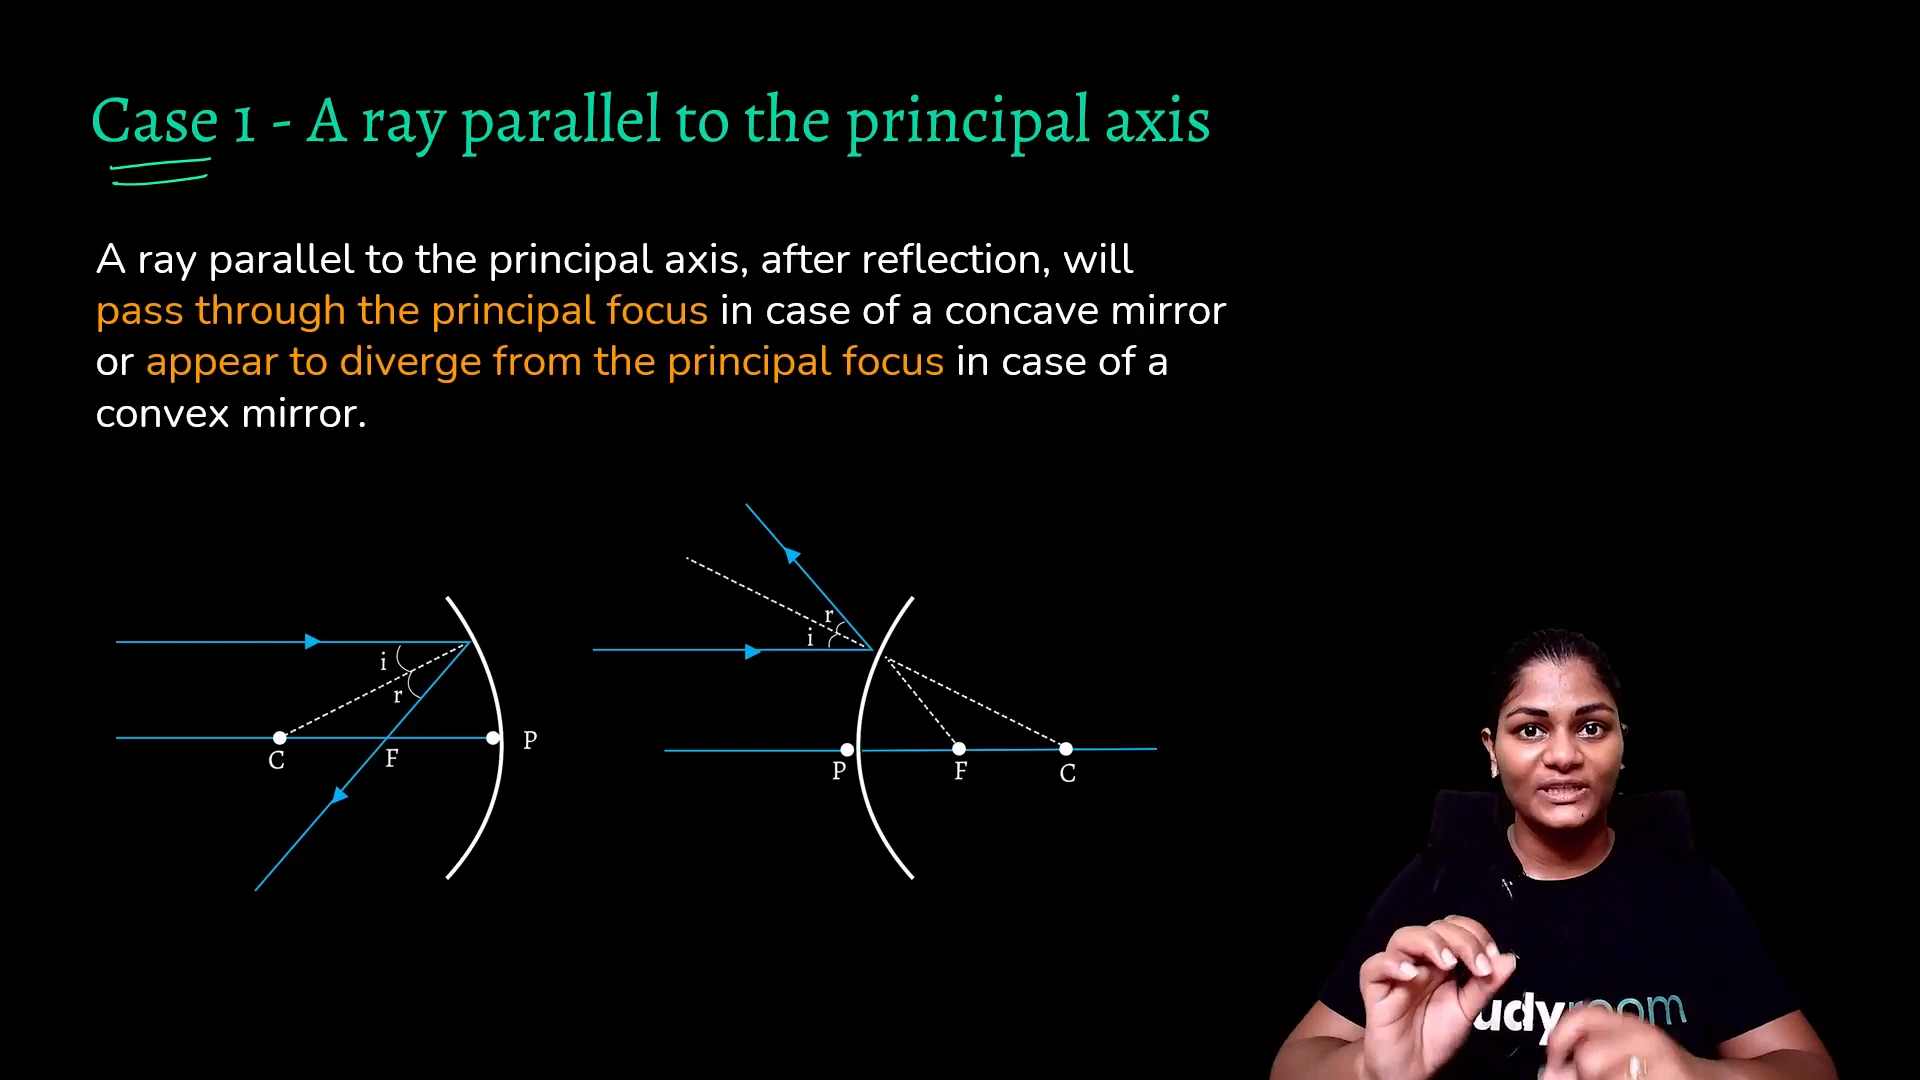 Case 1 - A ray parallel to the principal axis
A ray parallel to the principal axis, after reflection, will
pass through the principal focus in case of a concave mirror
or appear to diverge from the principal focus in case of a
convex mirror.
i
r
C
F
P
r
i
P
F
C